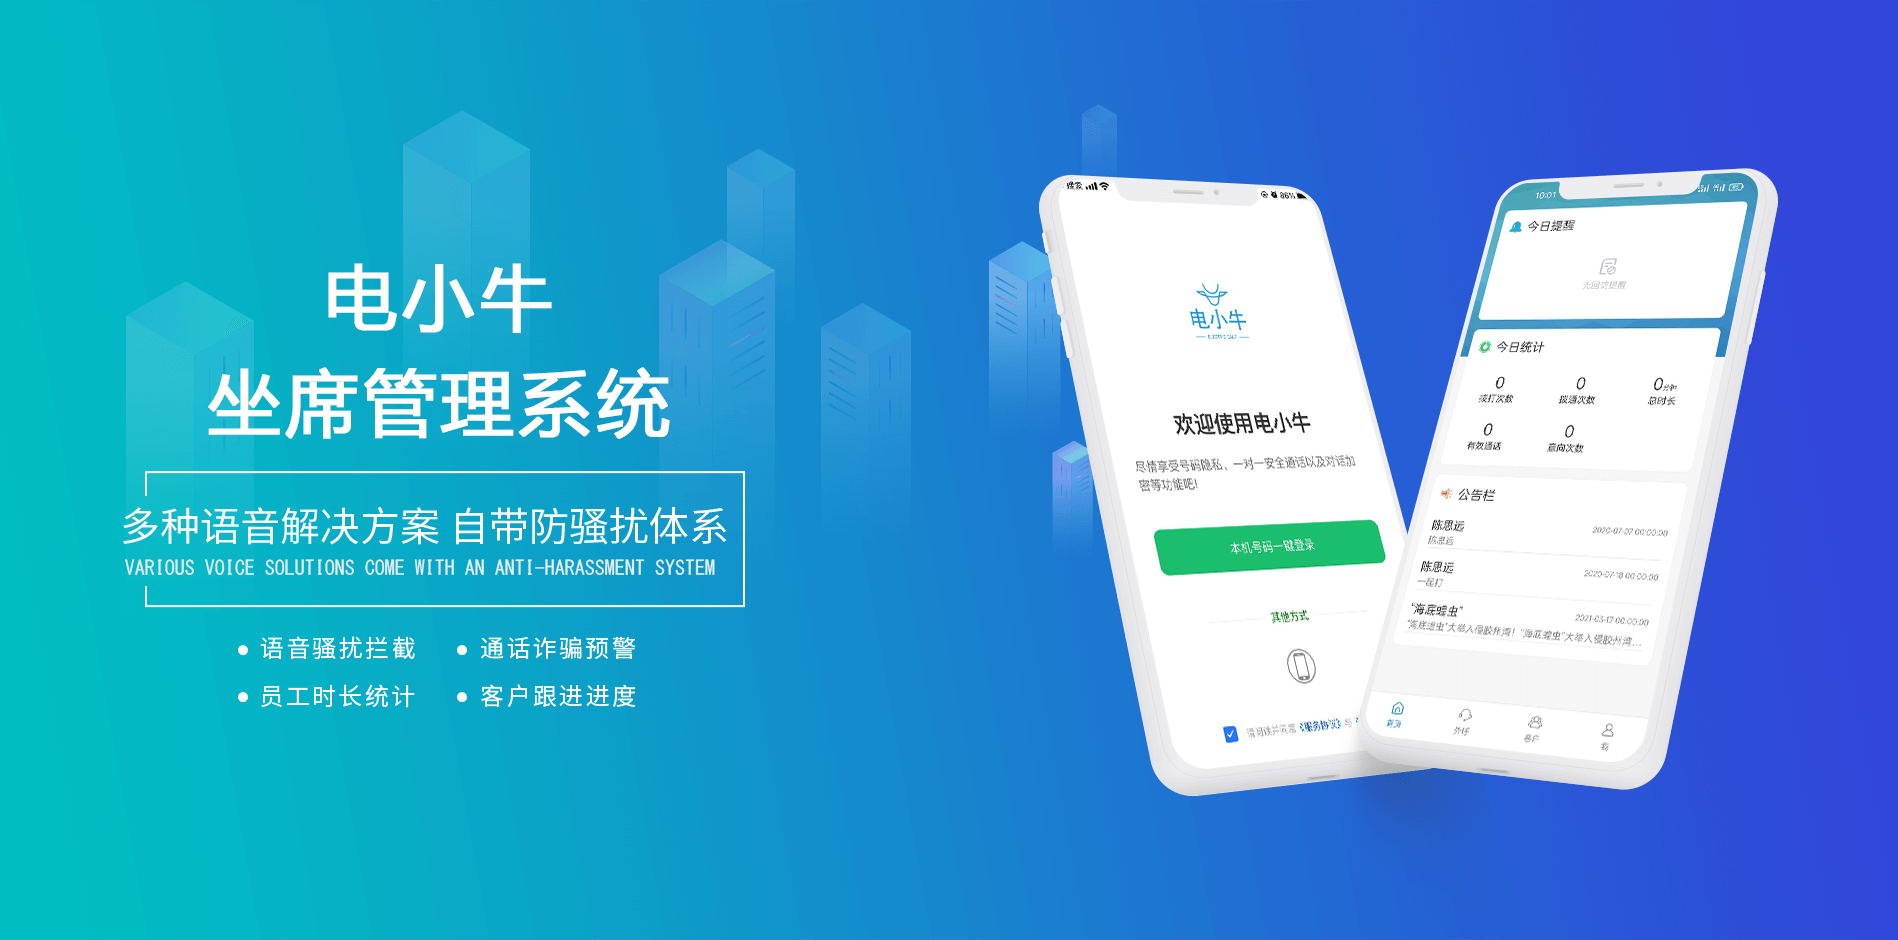 电小牛
坐席管理系统
多种语音解决方案 自带防骚扰体系
VARIOUS VOICE SOLUTIONS COME WITH AN ANTI-HARASSMENT SYSTEM
语音骚扰拦截
通话诈骗预警
员工时长统计
客户跟进进度
搜索
86%
电小牛
欢迎使用电小牛
尽情享受号码隐私、一对一安全通话以及对话加
密等功能吧!
本机号码一键登录
其他方式
请阅读并同意《服务协议》与
10:01
今日提醒
无回访提醒
今日统计
0
0
0分钟
拨打次数
拨通次数
总时长
0
0
有效通话
意向次数
公告栏
陈思远
2020-07-07 00:00:00
陈思远
陈思远
2020-07-18 00:00:00
一起打
“海底蝗虫”
2021-03-17 00:00:00
“海底蝗虫”大举入侵胶州湾！“海底蝗虫”大举入侵胶州湾...
首页
外呼
客户
我